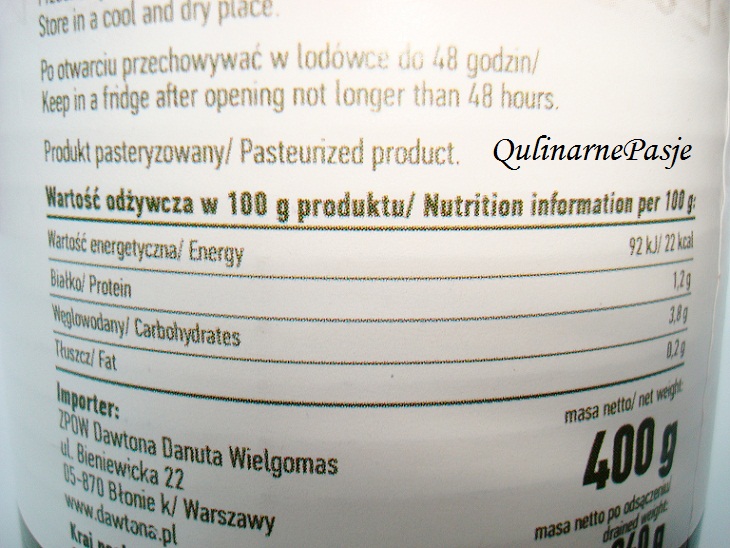 Store in a cool and dry place.
Po otwarciu przechowywać w lodówce do 48 godzin/
Keep in a fridge after opening not longer than 48 hours.
Produkt pasteryzowany/ Pasteurized product.
QulinarnePasje
Wartość odżywcza w 100 g produktu/ Nutrition information per 100 g:
Wartość energetyczna/ Energy 92 kJ/ 22 kcal
Białko/ Protein 1,2 g
Węglowodany/ Carbohydrates 3,8 g
Tłuszcz/ Fat 0,2 g
Importer:
ZPOW Dawtona Danuta Wielgomas
ul. Bieniewicka 22
05-870 Błonie k/ Warszawy
www.dawtona.pl
Kraj
masa netto/ net weight:
400 g
masa netto po odsączeniu/
drained weight: